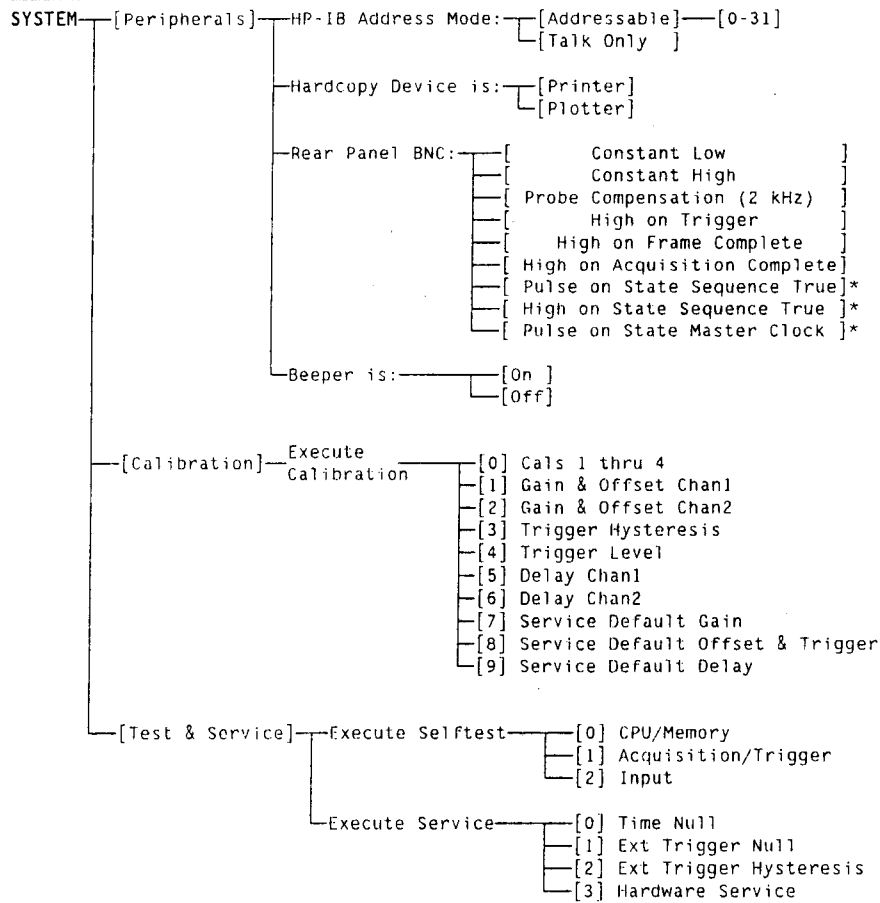 SYSTEM [Peripherals] HP-IB Address Mode: [Addressable] [0-31]
[Talk Only ]
Hardcopy Device is: [Printer]
[Plotter]
Rear Panel BNC: [ Constant Low ]
[ Constant High ]
[ Probe Compensation (2 kHz) ]
[ High on Trigger ]
[ High on Frame Complete ]
[ High on Acquisition Complete]
[ Pulse on State Sequence True]*
[ High on State Sequence True ]*
[ Pulse on State Master Clock ]*
Beeper is: [On ]
[Off]
[Calibration] Execute Calibration [0] Cals 1 thru 4
[1] Gain & Offset Chan1
[2] Gain & Offset Chan2
[3] Trigger Hysteresis
[4] Trigger Level
[5] Delay Chan1
[6] Delay Chan2
[7] Service Default Gain
[8] Service Default Offset & Trigger
[9] Service Default Delay
[Test & Service] Execute Selftest [0] CPU/Memory
[1] Acquisition/Trigger
[2] Input
Execute Service [0] Time Null
[1] Ext Trigger Null
[2] Ext Trigger Hysteresis
[3] Hardware Service